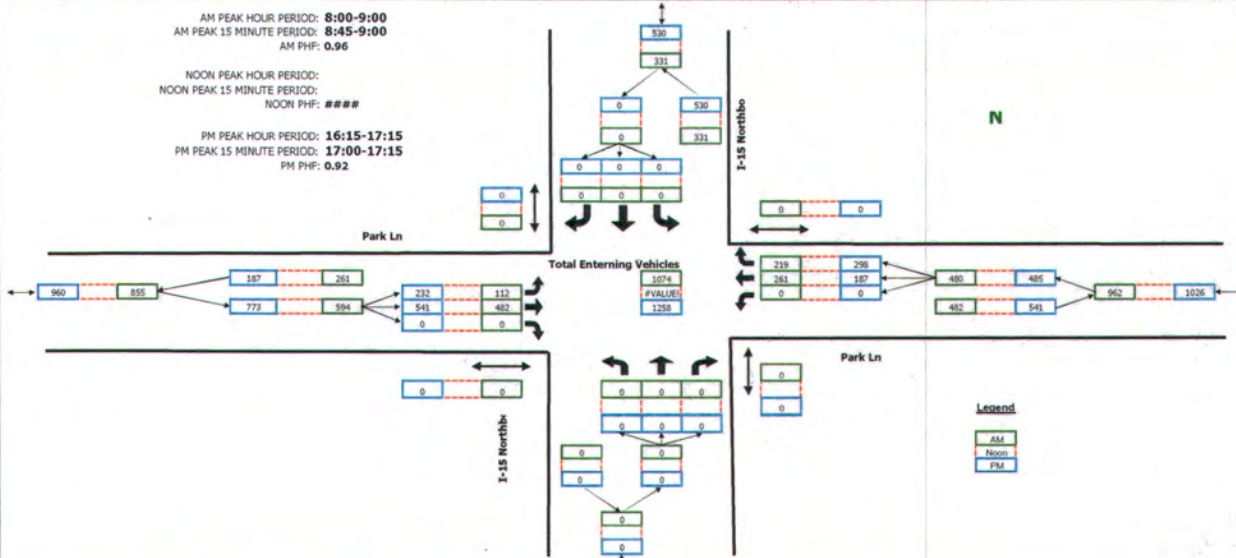 AM PEAK HOUR PERIOD: 8:00-9:00
AM PEAK 15 MINUTE PERIOD: 8:45-9:00
AM PHF: 0.96
NOON PEAK HOUR PERIOD:
NOON PEAK 15 MINUTE PERIOD:
NOON PHF: ####
PM PEAK HOUR PERIOD: 16:15-17:15
PM PEAK 15 MINUTE PERIOD: 17:00-17:15
PM PHF: 0.92
530
331
0 530
0 331
0 0 0
0 0 0
I-15 Northbo
N
0
0
0 0
Park Ln
Total Enterning Vehicles
1074
#VALUE!
1258
187 261
960 855
773 594
232 112
541 482
0 0
219 298
261 187
0 0
480 485
962 1026
482 541
Park Ln
0 0
I-15 Northb
0 0 0
0 0 0
0 0
0 0
0
0
0
0
Legend
AM
Noon
PM